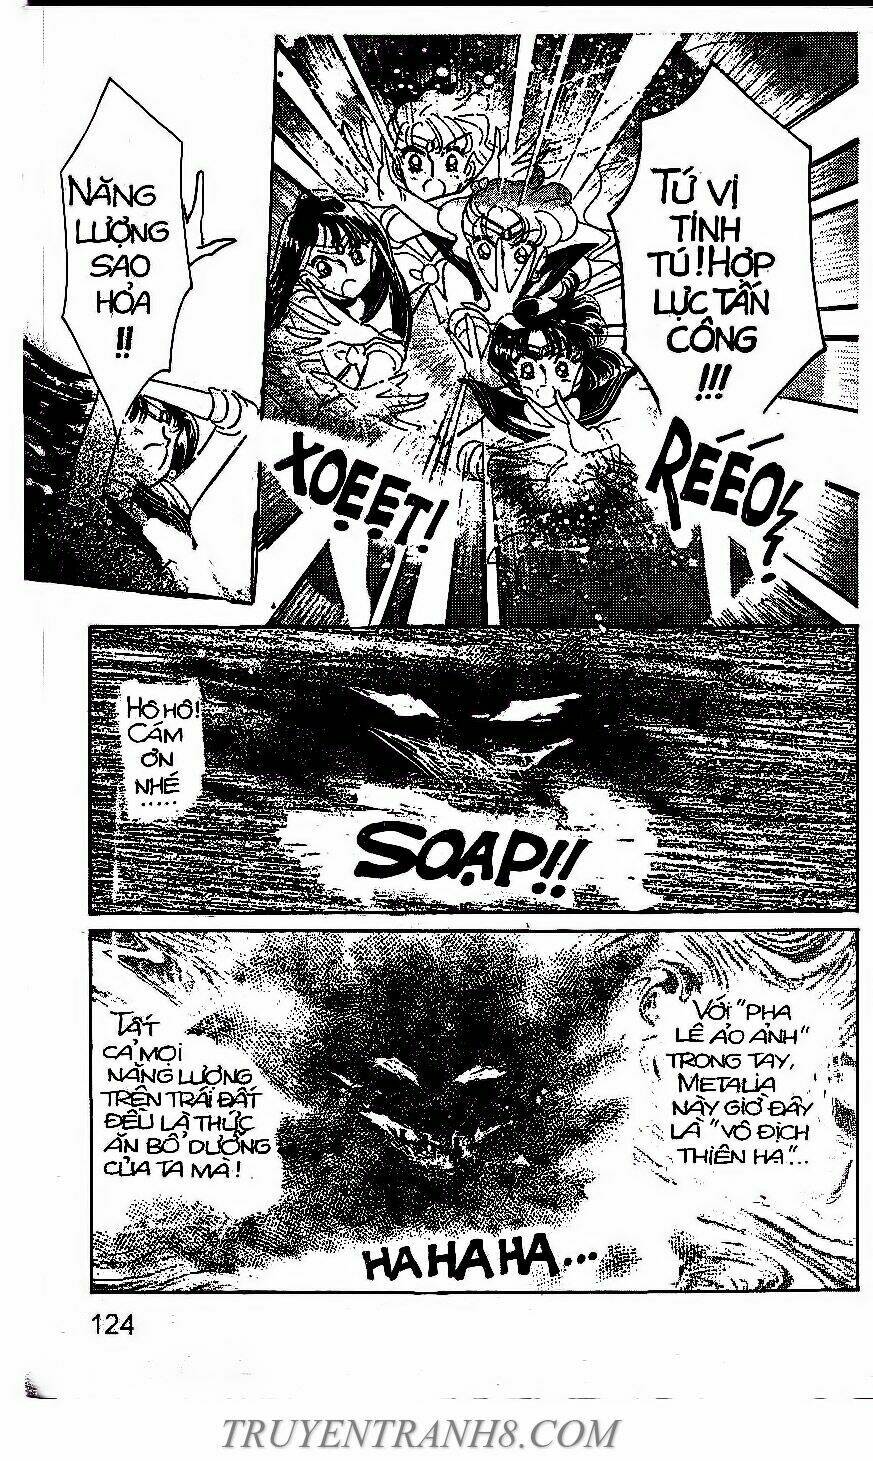 TỨ VỊ
TINH
TÚ! HỢP
LỰC TẤN
CÔNG
!!!
RÉÉO!
XOẸẸT!
NĂNG
LƯỢNG
SAO
HỎA
!!
HÔ HÔ!
CÁM
ƠN
NHÉ
.....
SOẠP!!
VỚI "PHA
LÊ ẢO ẢNH"
TRONG TAY,
METALIA
NÀY GIỜ ĐÂY
LÀ "VÔ ĐỊCH
THIÊN HẠ"...
TẤT
CẢ MỌI
NĂNG LƯỢNG
TRÊN TRÁI ĐẤT
ĐỀU LÀ THỨC
ĂN BỔ DƯỠNG
CỦA TA MÀ!
HA HA HA...
124
TRUYENTRANH8.COM